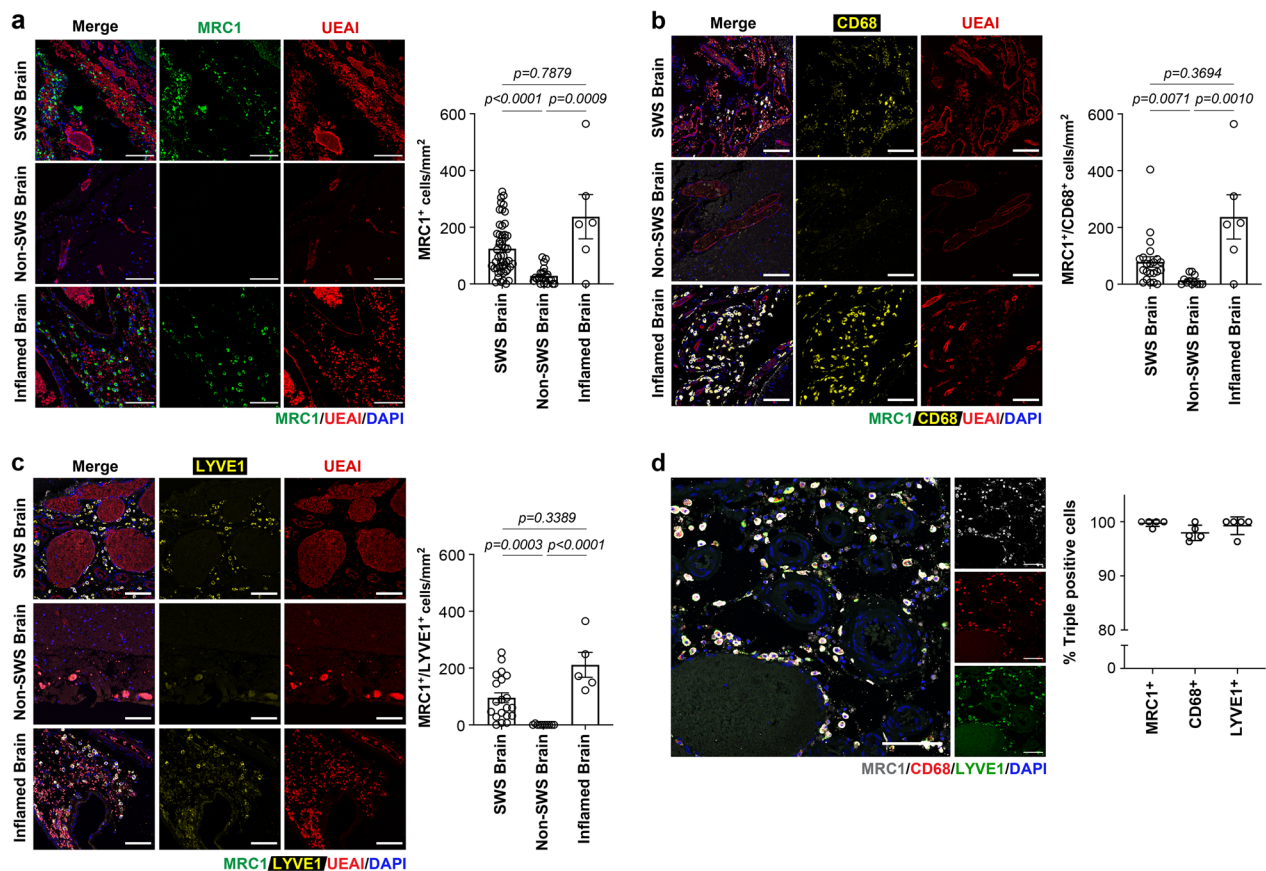 a
Merge
MRC1
UEAI
SWS Brain
Non-SWS Brain
Inflamed Brain
MRC1/UEAI/DAPI
p=0.7879
p<0.0001
p=0.0009
MRC1+ cells/mm2
600
400
200
0
SWS Brain
Non-SWS Brain
Inflamed Brain
b
Merge
CD68
UEAI
SWS Brain
Non-SWS Brain
Inflamed Brain
MRC1/CD68/UEAI/DAPI
p=0.3694
p=0.0071
p=0.0010
MRC1+/CD68+ cells/mm2
600
400
200
0
SWS Brain
Non-SWS Brain
Inflamed Brain
c
Merge
LYVE1
UEAI
SWS Brain
Non-SWS Brain
Inflamed Brain
MRC1/LYVE1/UEAI/DAPI
p=0.3389
p=0.0003
p<0.0001
MRC1+/LYVE1+ cells/mm2
600
400
200
0
SWS Brain
Non-SWS Brain
Inflamed Brain
d
MRC1/CD68/LYVE1/DAPI
% Triple positive cells
100
90
80
0
MRC1+
CD68+
LYVE1+